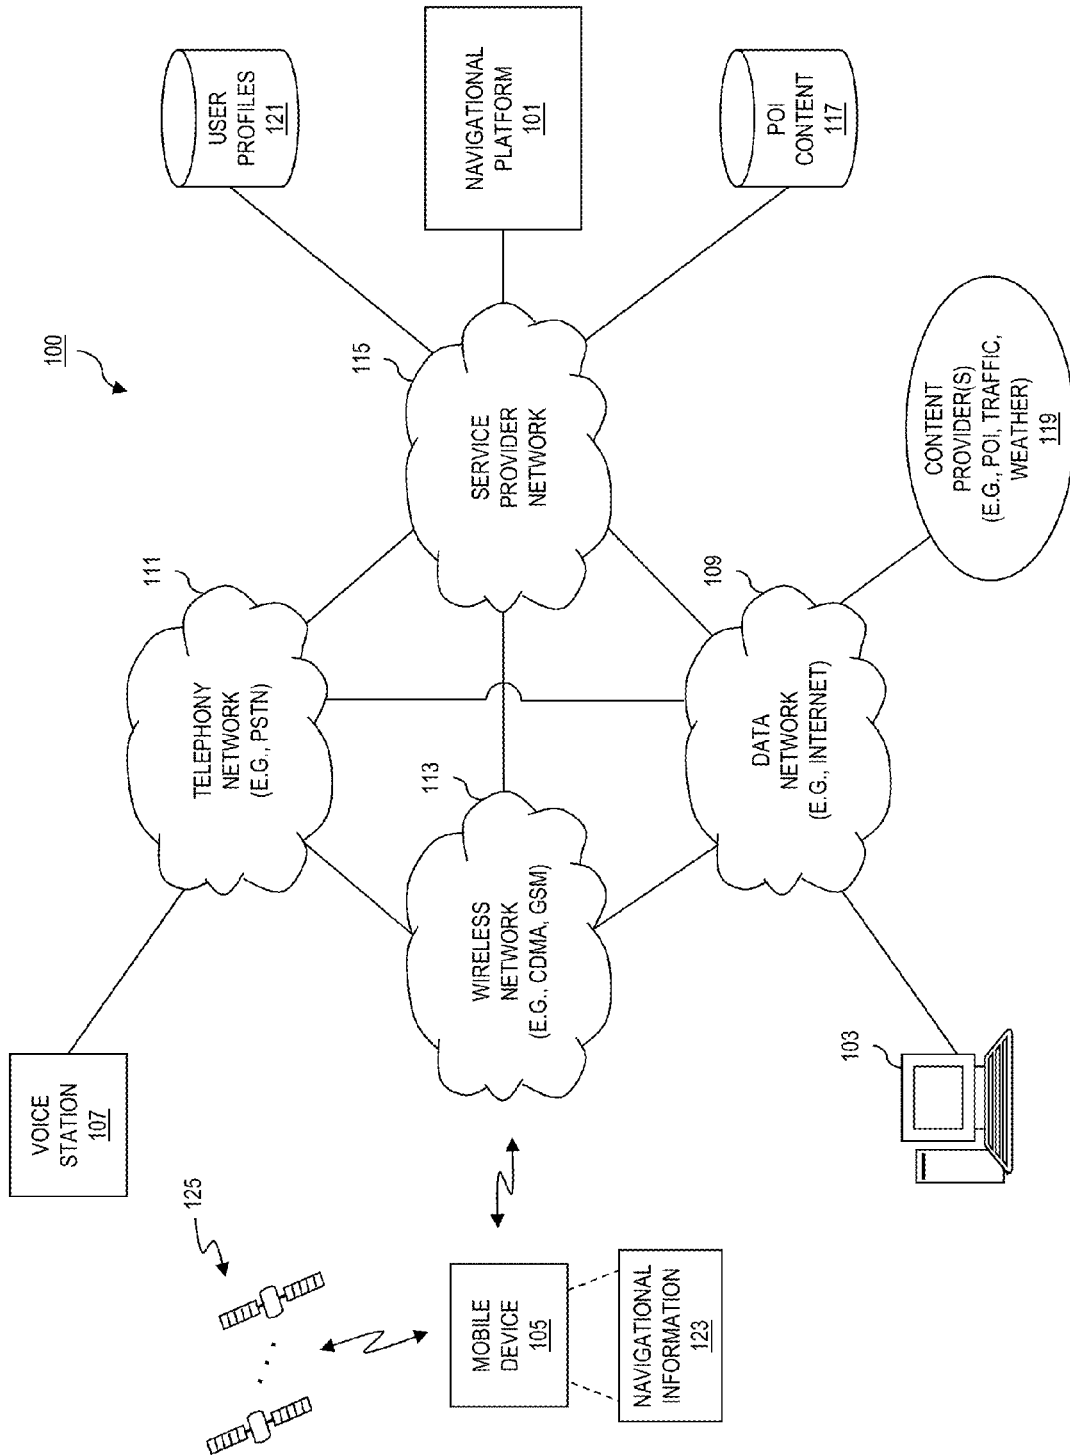 100
VOICE
STATION
107
125
TELEPHONY
NETWORK
(E.G., PSTN)
111
USER
PROFILES
121
MOBILE
DEVICE
105
NAVIGATIONAL
INFORMATION
123
WIRELESS
NETWORK
(E.G., CDMA, GSM)
113
SERVICE
PROVIDER
NETWORK
115
NAVIGATIONAL
PLATFORM
101
103
DATA
NETWORK
(E.G., INTERNET)
109
CONTENT
PROVIDER(S)
(E.G., POI, TRAFFIC,
WEATHER)
119
POI
CONTENT
117